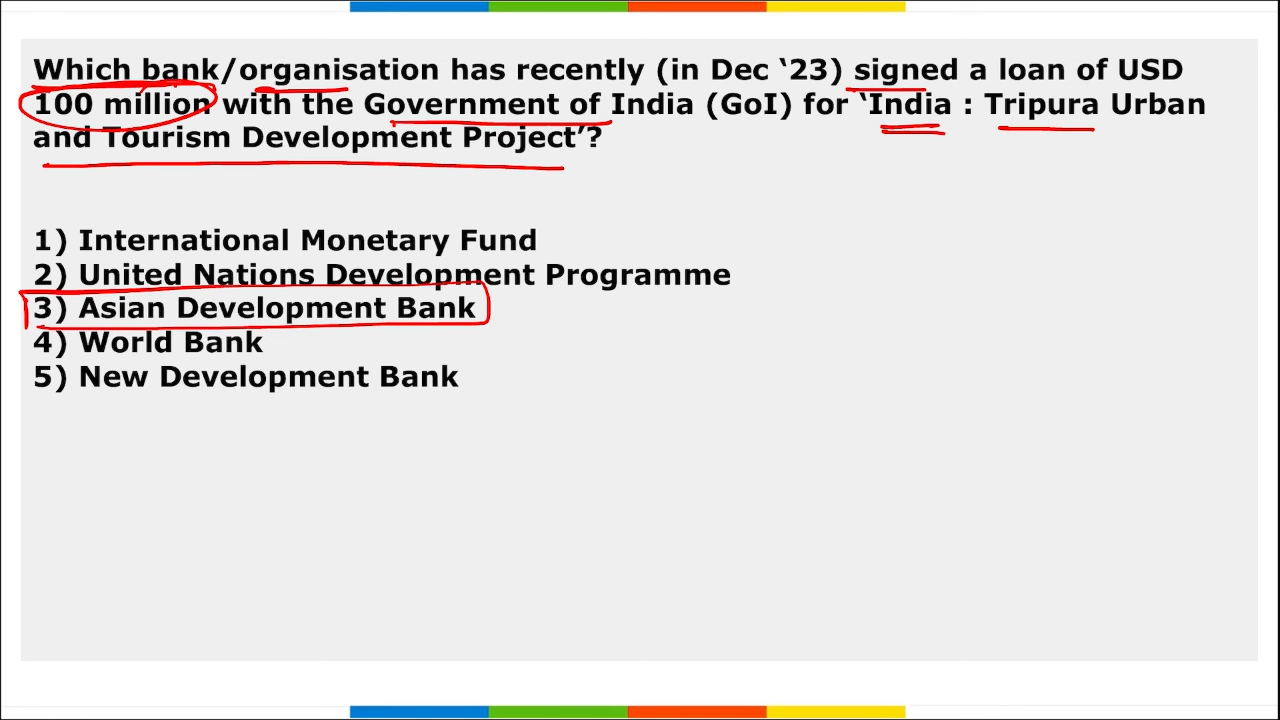 Which bank/organisation has recently (in Dec ‘23) signed a loan of USD
100 million with the Government of India (GoI) for ‘India : Tripura Urban
and Tourism Development Project’?
1) International Monetary Fund
2) United Nations Development Programme
3) Asian Development Bank
4) World Bank
5) New Development Bank